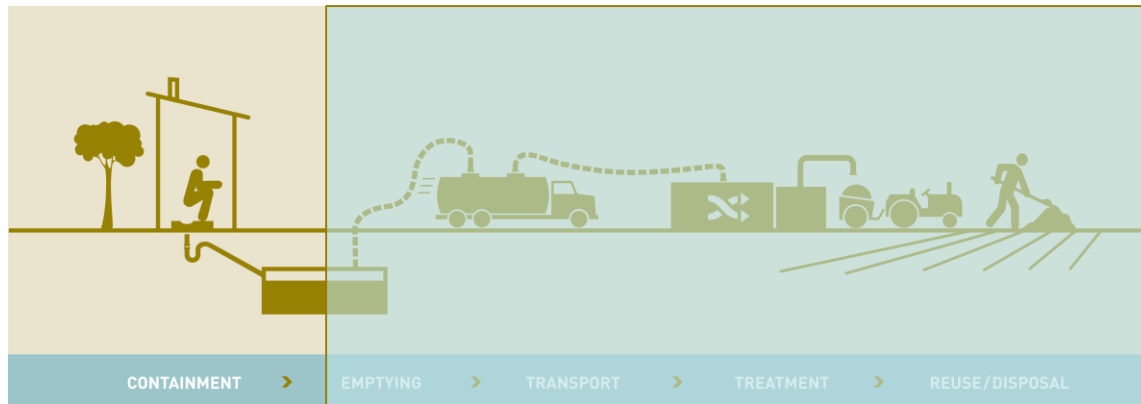 CONTAINMENT > EMPTYING > TRANSPORT > TREATMENT > REUSE/DISPOSAL